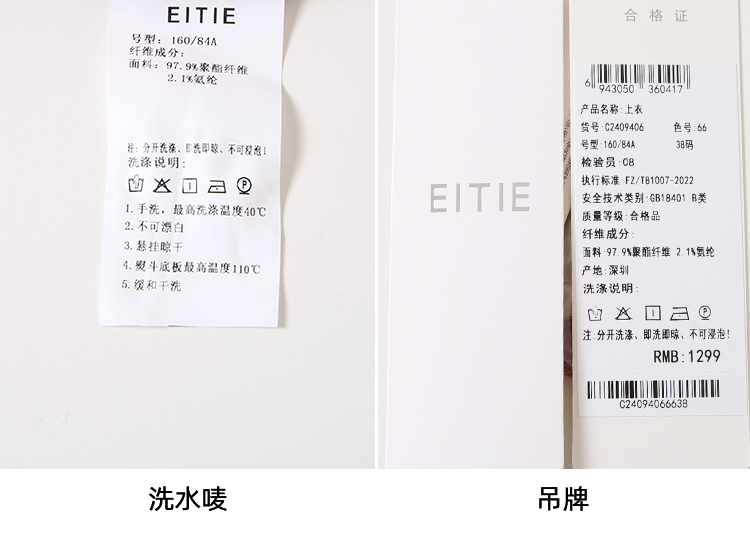 EITIE
号型: 160/84A
纤维成分:
面料: 97.9%聚酯纤维
2.1%氨纶
注: 分开洗涤、即洗即晾、不可浸泡!
洗涤说明:
1.手洗，最高洗涤温度40℃
2.不可漂白
3.悬挂晾干
4.熨斗底板最高温度110℃
5.缓和干洗
洗水唛
EITIE
合格证
6 943050 360417
产品名称:上衣
货号:C2409406 色号:66
号型:160/84A 38码
检验员:08
执行标准:FZ/T81007-2022
安全技术类别:GB18401 B类
质量等级:合格品
纤维成分:
面料:97.9%聚酯纤维 2.1%氨纶
产地:深圳
洗涤说明:
注:分开洗涤、即洗即晾、不可浸泡!
RMB:1299
C24094066638
吊牌